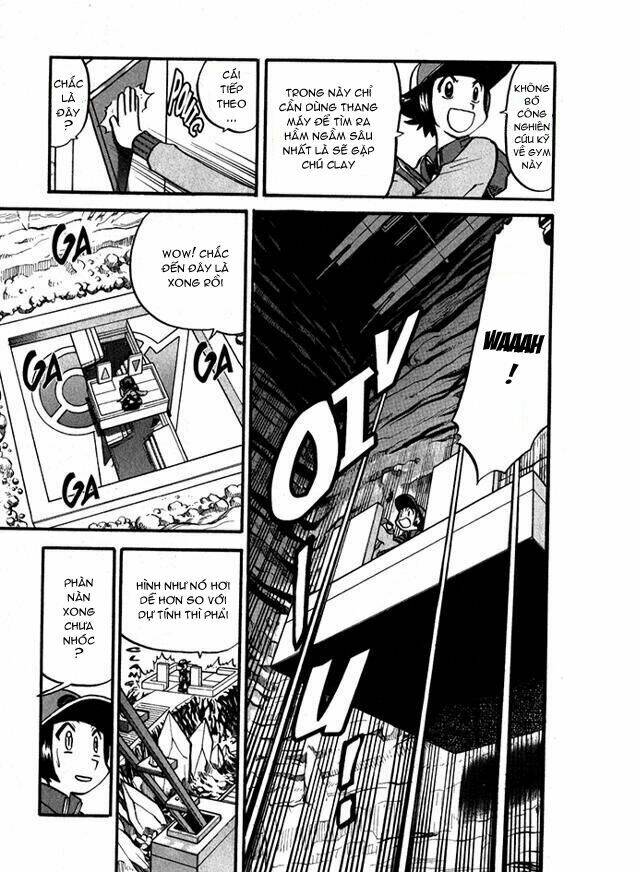 KHÔNG
BỎ
CÔNG
NGHIÊN
CỨU KỸ
VỀ GYM
NÀY
TRONG NÀY CHỈ
CẦN DÙNG THANG
MÁY ĐỂ TÌM RA
HẦM NGẦM SÂU
NHẤT LÀ SẼ GẶP
CHÚ CLAY
CÁI
TIẾP
THEO
...
CHẮC
LÀ
ĐÂY
?
WAAAH
!
OIV
I
U!!
WOW! CHẮC
ĐẾN ĐÂY LÀ
XONG RỒI
GA
GA
GA
GA
HÌNH NHƯ NÓ HƠI
DỄ HƠN SO VỚI
DỰ TÍNH THÌ PHẢI
CLANG
PHÀN
NÀN
XONG
CHƯA
NHÓC
?